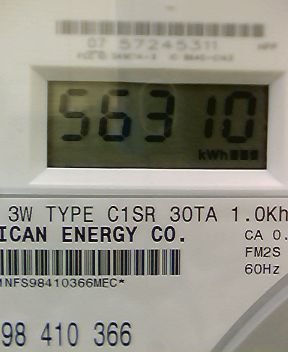 07 57245311
56310
kWh
3W TYPE C1SR 30TA 1.0Kh
ICAN ENERGY CO.
CA 0.
FM2S
60Hz
NFS98410366MEC*
98 410 366